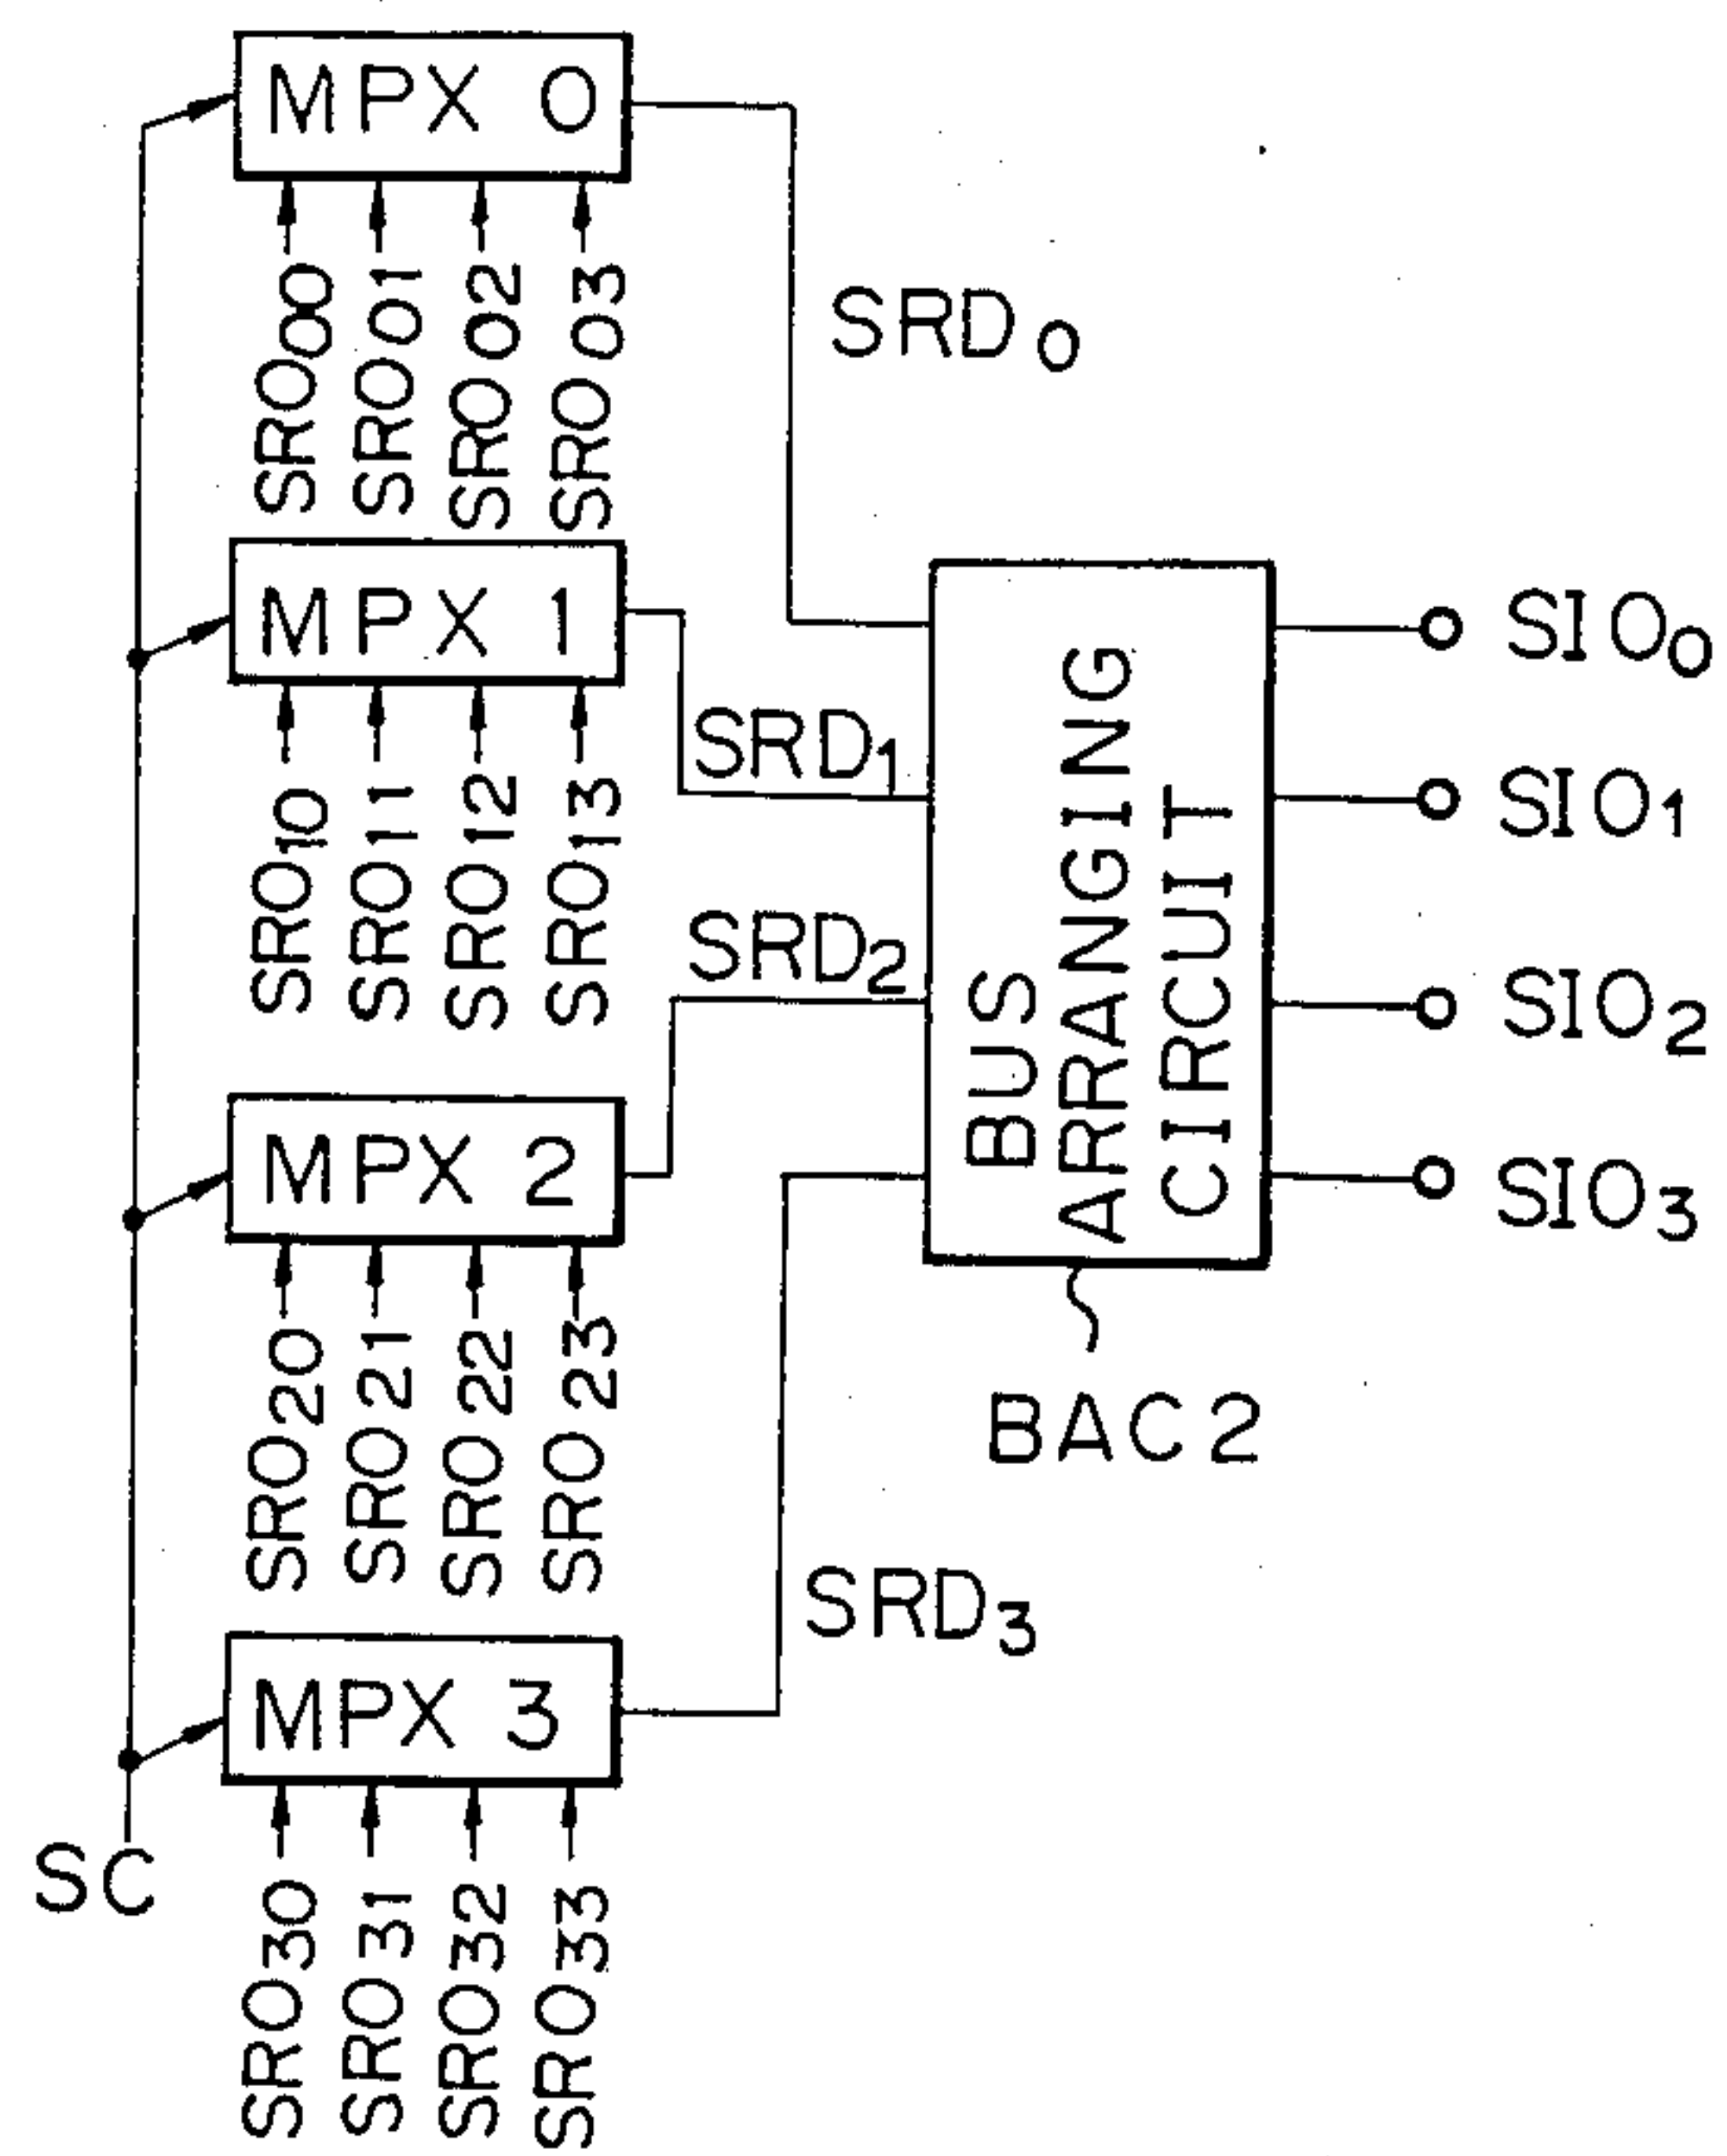 MPX 0
SRO00
SRO01
SRO02
SRO03
SRD0
MPX 1
SRO10
SRO11
SRO12
SRO13
SRD1
SRD2
BUS
ARRANGING
CIRCUIT
SIO0
SIO1
SIO2
SIO3
MPX 2
SRO20
SRO21
SRO22
SRO23
BAC2
SRD3
MPX 3
SC
SRO30
SRO31
SRO32
SRO33